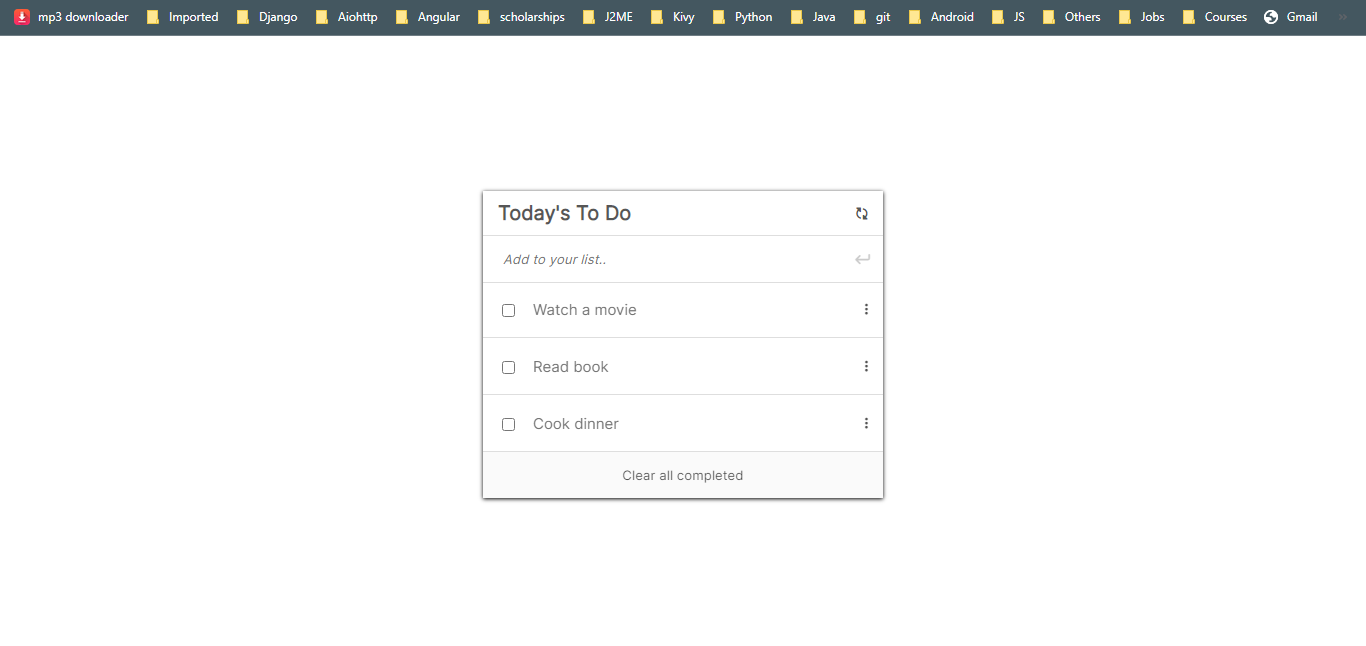 mp3 downloader Imported Django Aiohttp Angular scholarships J2ME Kivy Python Java git Android JS Others Jobs Courses Gmail »
Today's To Do
Add to your list..
Watch a movie
Read book
Cook dinner
Clear all completed